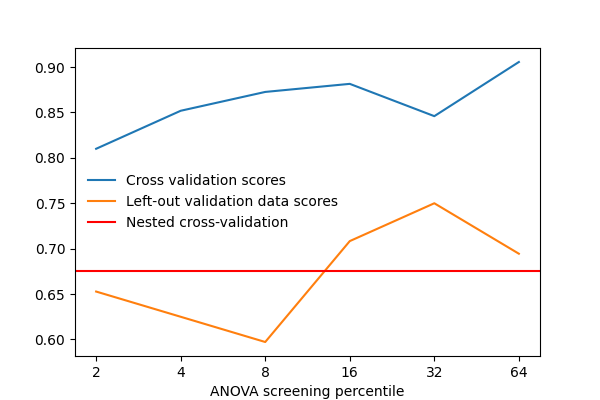 0.90
0.85
0.80
0.75
0.70
0.65
0.60
Cross validation scores
Left-out validation data scores
Nested cross-validation
2 4 8 16 32 64
ANOVA screening percentile